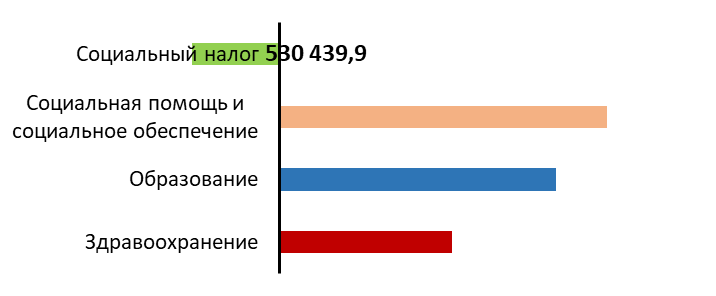 Социальный налог 530 439,9
Социальная помощь и
социальное обеспечение
Образование
Здравоохранение